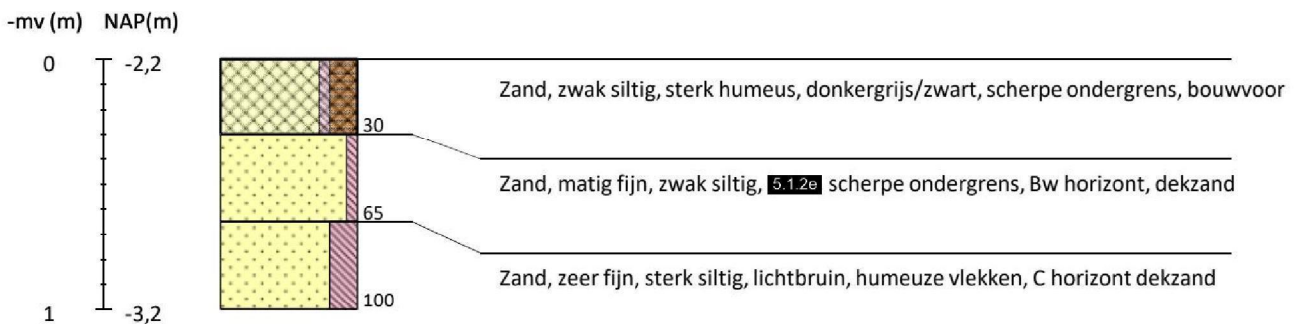 -mv (m) NAP(m)
0 -2,2
Zand, zwak siltig, sterk humeus, donkergrijs/zwart, scherpe ondergrens, bouwvoor
30
Zand, matig fijn, zwak siltig, 5.1.2e scherpe ondergrens, Bw horizont, dekzand
65
Zand, zeer fijn, sterk siltig, lichtbruin, humeuze vlekken, C horizont dekzand
100
1 -3,2